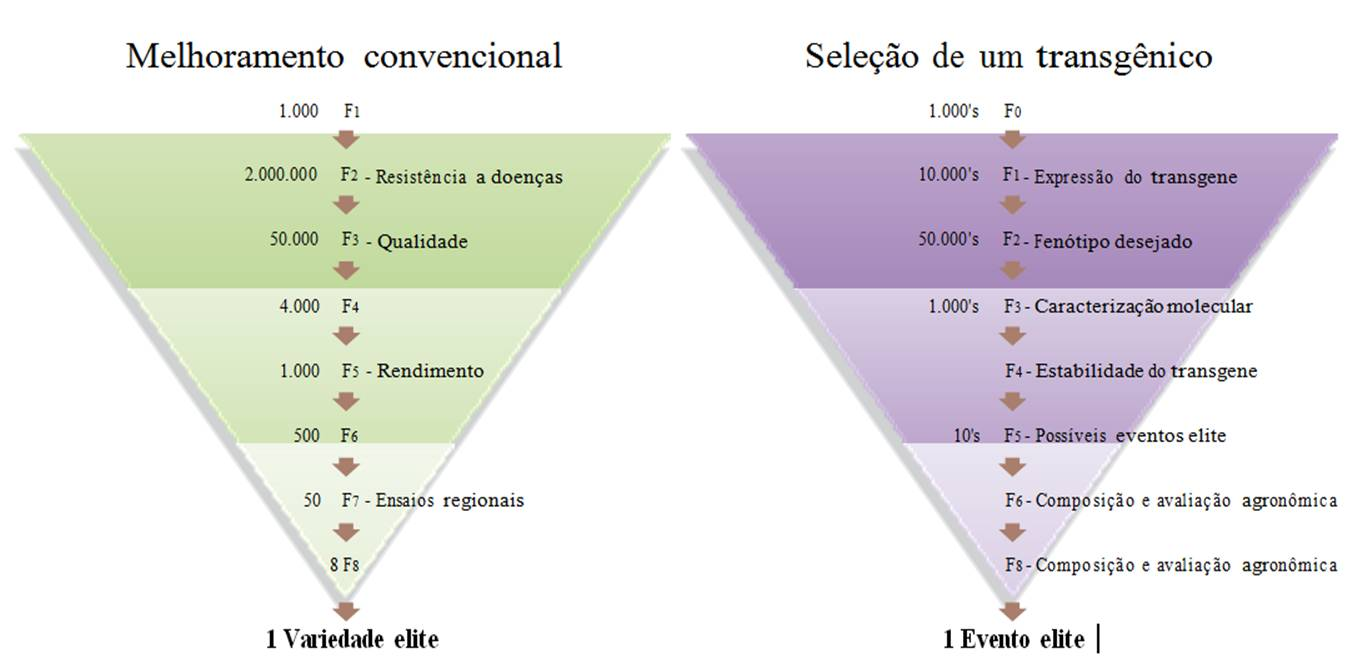 Melhoramento convencional
1.000 F1
2.000.000 F2 - Resistência a doenças
50.000 F3 - Qualidade
4.000 F4
1.000 F5 - Rendimento
500 F6
50 F7 - Ensaios regionais
8 F8
1 Variedade elite
Seleção de um transgênico
1.000's F0
10.000's F1 - Expressão do transgene
50.000's F2 - Fenótipo desejado
1.000's F3 - Caracterização molecular
F4 - Estabilidade do transgene
10's F5 - Possíveis eventos elite
F6 - Composição e avaliação agronômica
F8 - Composição e avaliação agronômica
1 Evento elite